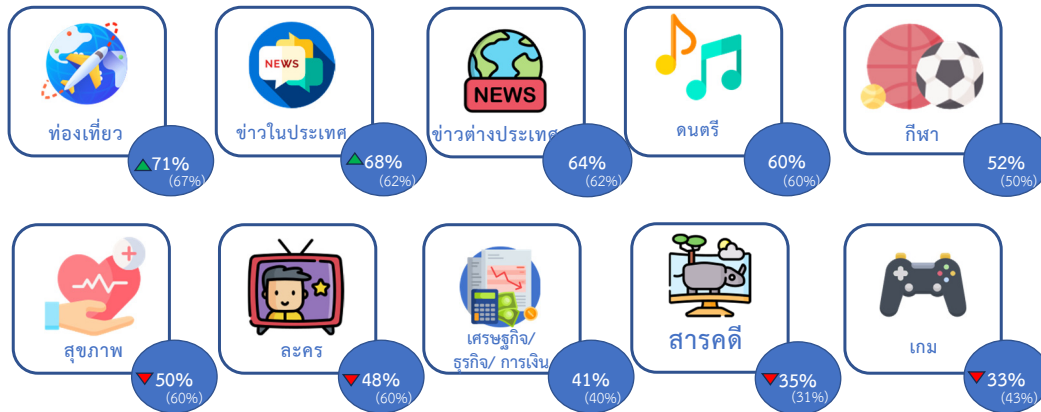 NEWS
ท่องเที่ยว
▲71%
(67%)
ข่าวในประเทศ
▲68%
(62%)
NEWS
ข่าวต่างประเทศ
64%
(62%)
ดนตรี
60%
(60%)
กีฬา
52%
(50%)
สุขภาพ
▼50%
(60%)
ละคร
▼48%
(60%)
เศรษฐกิจ/
ธุรกิจ/ การเงิน
41%
(40%)
สารคดี
▼35%
(31%)
เกม
▼33%
(43%)